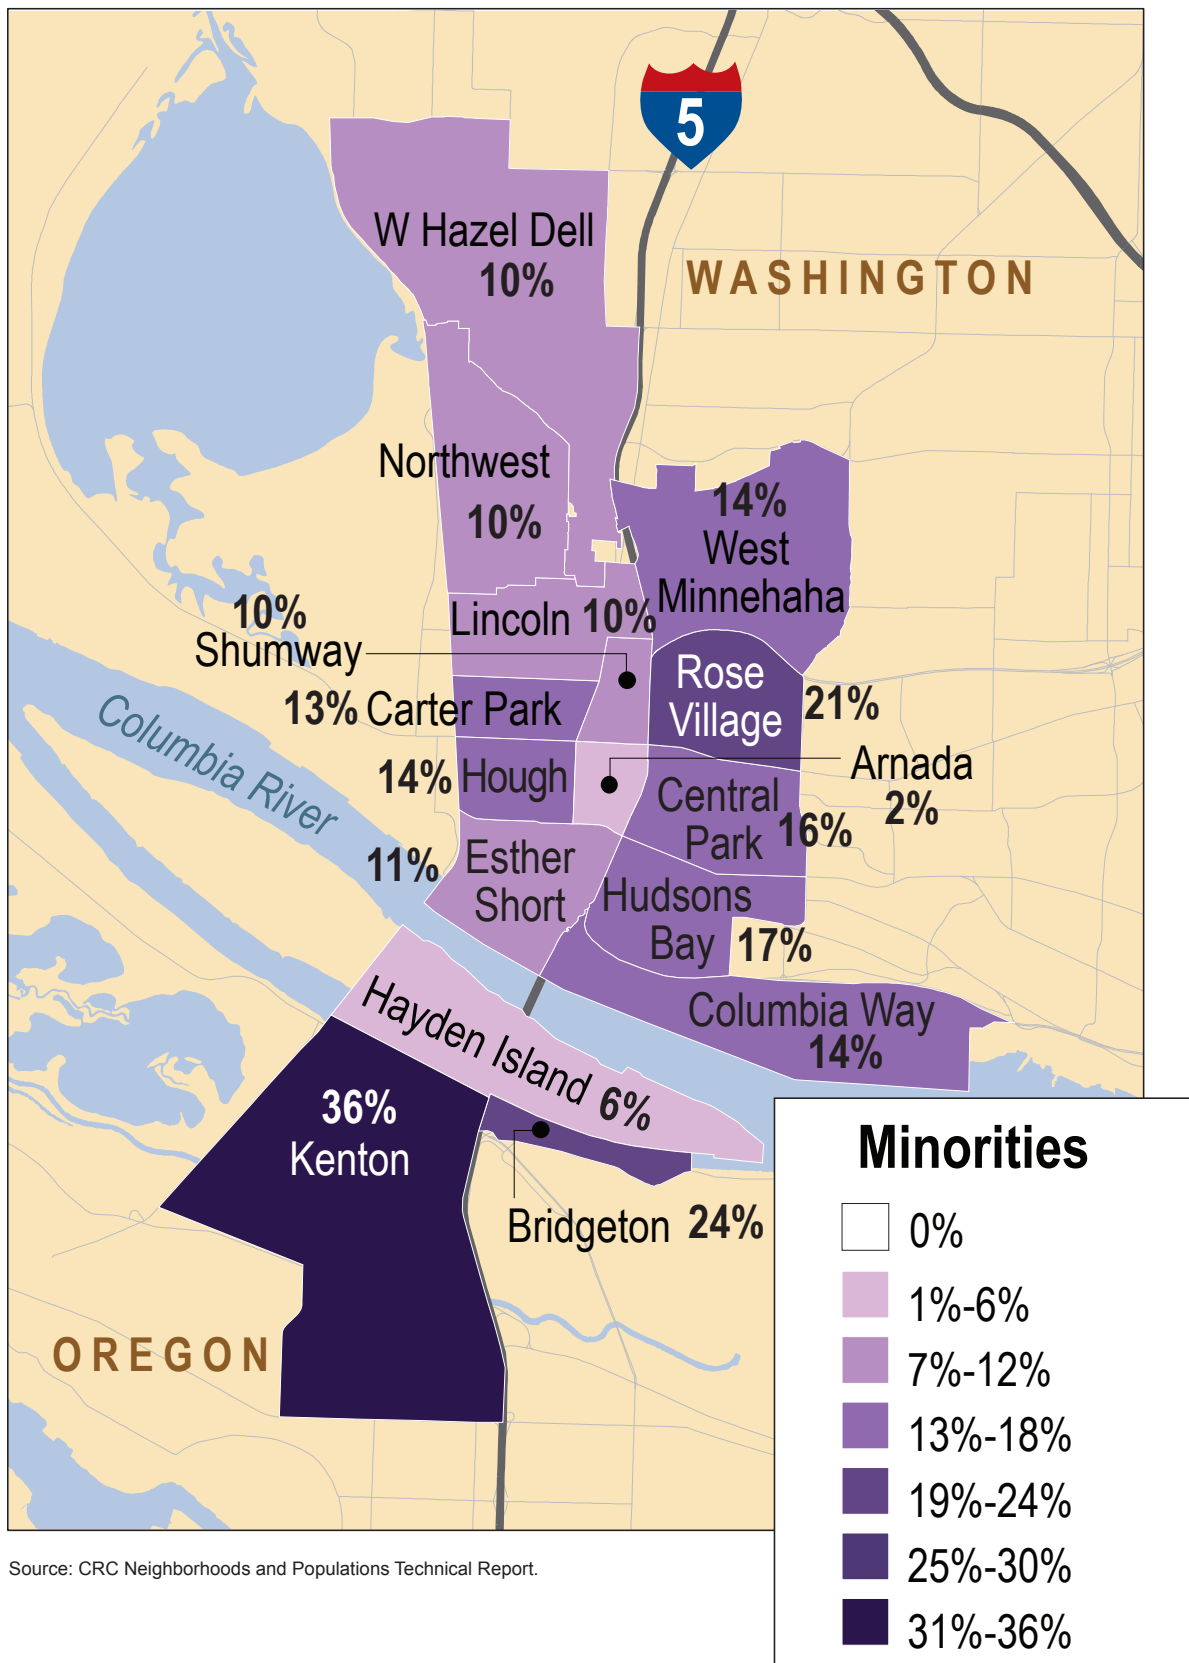 5
W Hazel Dell
10%
WASHINGTON
Northwest
10%
14%
West
Minnehaha
10%
Shumway
Lincoln 10%
Rose
Village
21%
13% Carter Park
Columbia River
14% Hough
Arnada
2%
Central
Park 16%
11%
Esther
Short
Hudsons
Bay 17%
Hayden Island 6%
Columbia Way
14%
36%
Kenton
Bridgeton 24%
OREGON
Minorities
0%
1%-6%
7%-12%
13%-18%
19%-24%
25%-30%
31%-36%
Source: CRC Neighborhoods and Populations Technical Report.